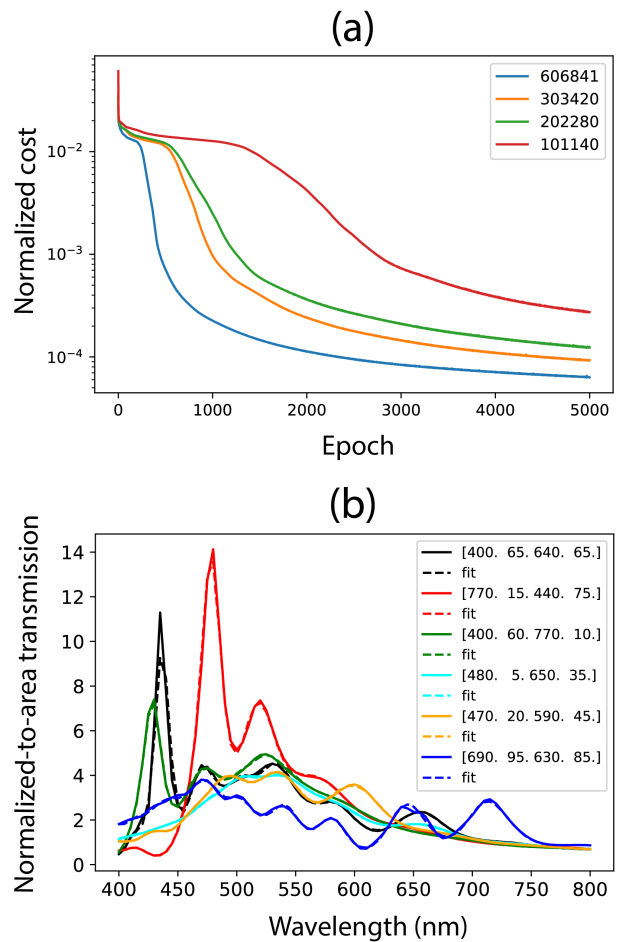 (a)
Normalized cost
10⁻²
10⁻³
10⁻⁴
606841
303420
202280
101140
0 1000 2000 3000 4000 5000
Epoch
(b)
Normalized-to-area transmission
14
12
10
8
6
4
2
0
[400. 65. 640. 65.]
fit
[770. 15. 440. 75.]
fit
[400. 60. 770. 10.]
fit
[480. 5. 650. 35.]
fit
[470. 20. 590. 45.]
fit
[690. 95. 630. 85.]
fit
400 450 500 550 600 650 700 750 800
Wavelength (nm)